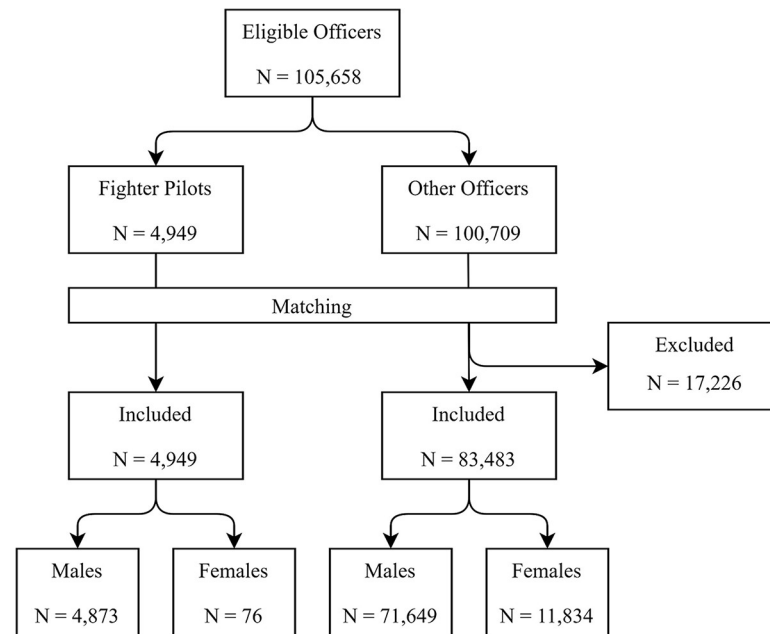 Eligible Officers
N = 105,658
Fighter Pilots
N = 4,949
Other Officers
N = 100,709
Matching
Excluded
N = 17,226
Included
N = 4,949
Included
N = 83,483
Males
N = 4,873
Females
N = 76
Males
N = 71,649
Females
N = 11,834